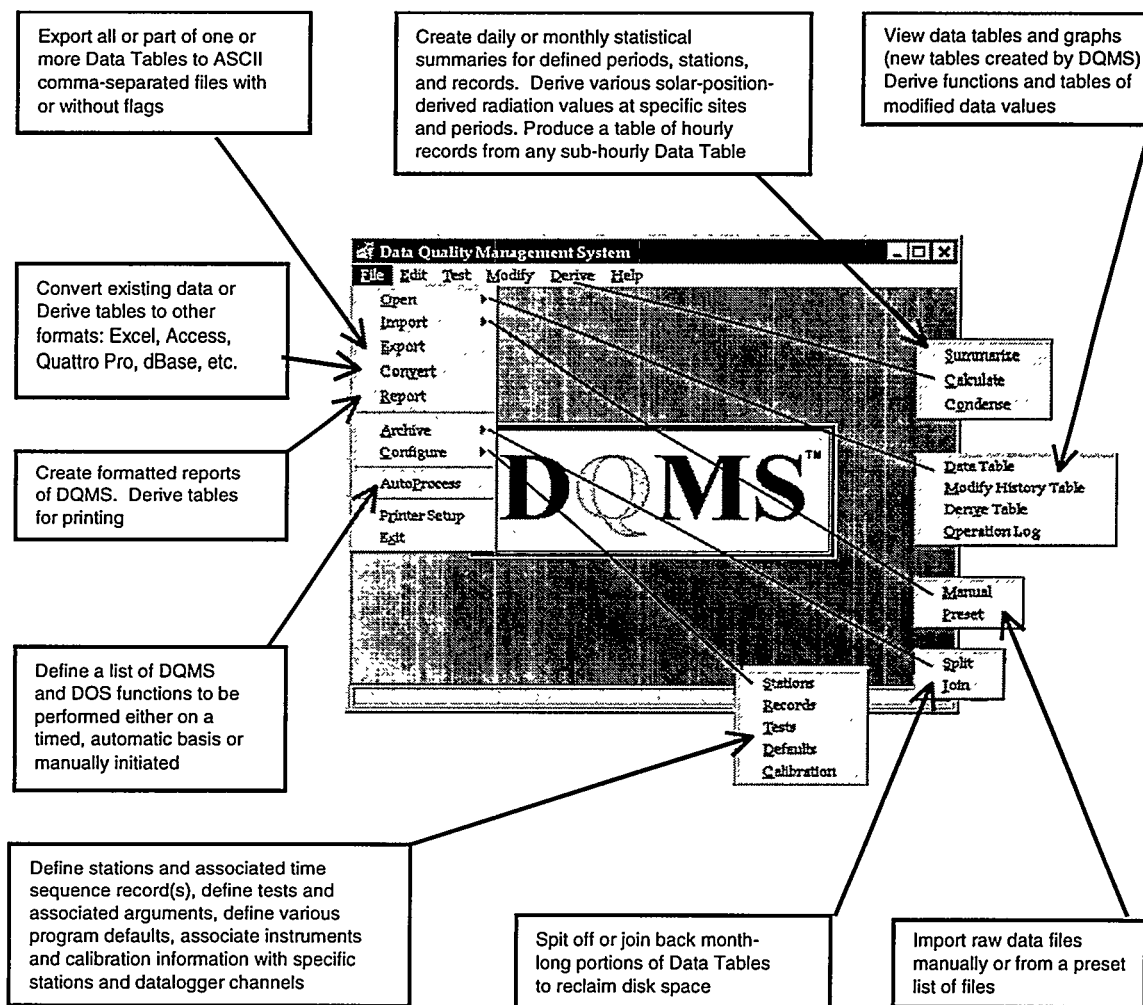 Export all or part of one or
more Data Tables to ASCII
comma-separated files with
or without flags
Create daily or monthly statistical
summaries for defined periods, stations,
and records. Derive various solar-position-
derived radiation values at specific sites
and periods. Produce a table of hourly
records from any sub-hourly Data Table
View data tables and graphs
(new tables created by DQMS)
Derive functions and tables of
modified data values
Convert existing data or
Derive tables to other
formats: Excel, Access,
Quattro Pro, dBase, etc.
Create formatted reports
of DQMS. Derive tables
for printing
Define a list of DQMS
and DOS functions to be
performed either on a
timed, automatic basis or
manually initiated
Data Quality Management System
File Edit Test Modify Derive Help
Open
Import
Export
Convert
Report
Archive
Configure
AutoProcess
Printer Setup
Exit
DQMS™
Summarize
Calculate
Condense
Data Table
Modify History Table
Derive Table
Operation Log
Manual
Preset
Split
Join
Stations
Records
Tests
Defaults
Calibration
Define stations and associated time
sequence record(s), define tests and
associated arguments, define various
program defaults, associate instruments
and calibration information with specific
stations and datalogger channels
Spit off or join back month-
long portions of Data Tables
to reclaim disk space
Import raw data files
manually or from a preset
list of files